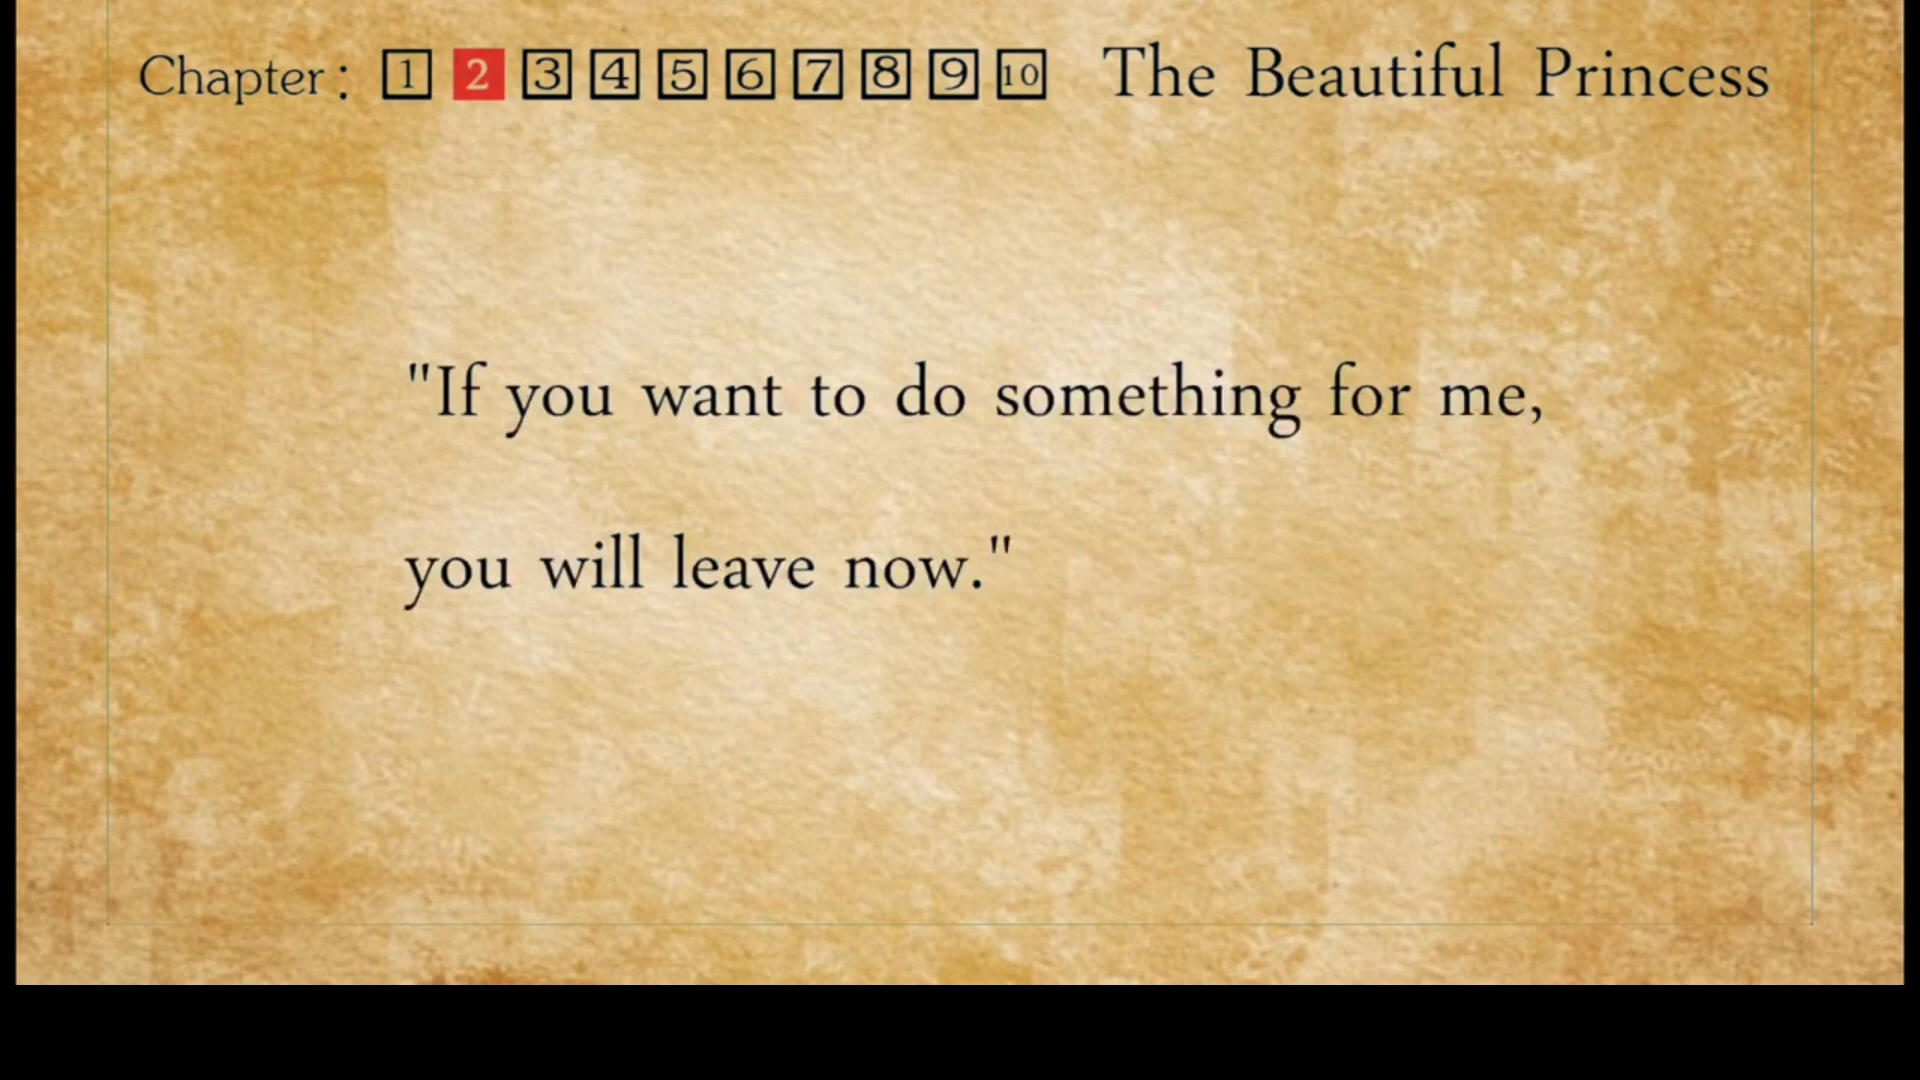 Chapter: 1 2 3 4 5 6 7 8 9 10 The Beautiful Princess
"If you want to do something for me,
you will leave now."